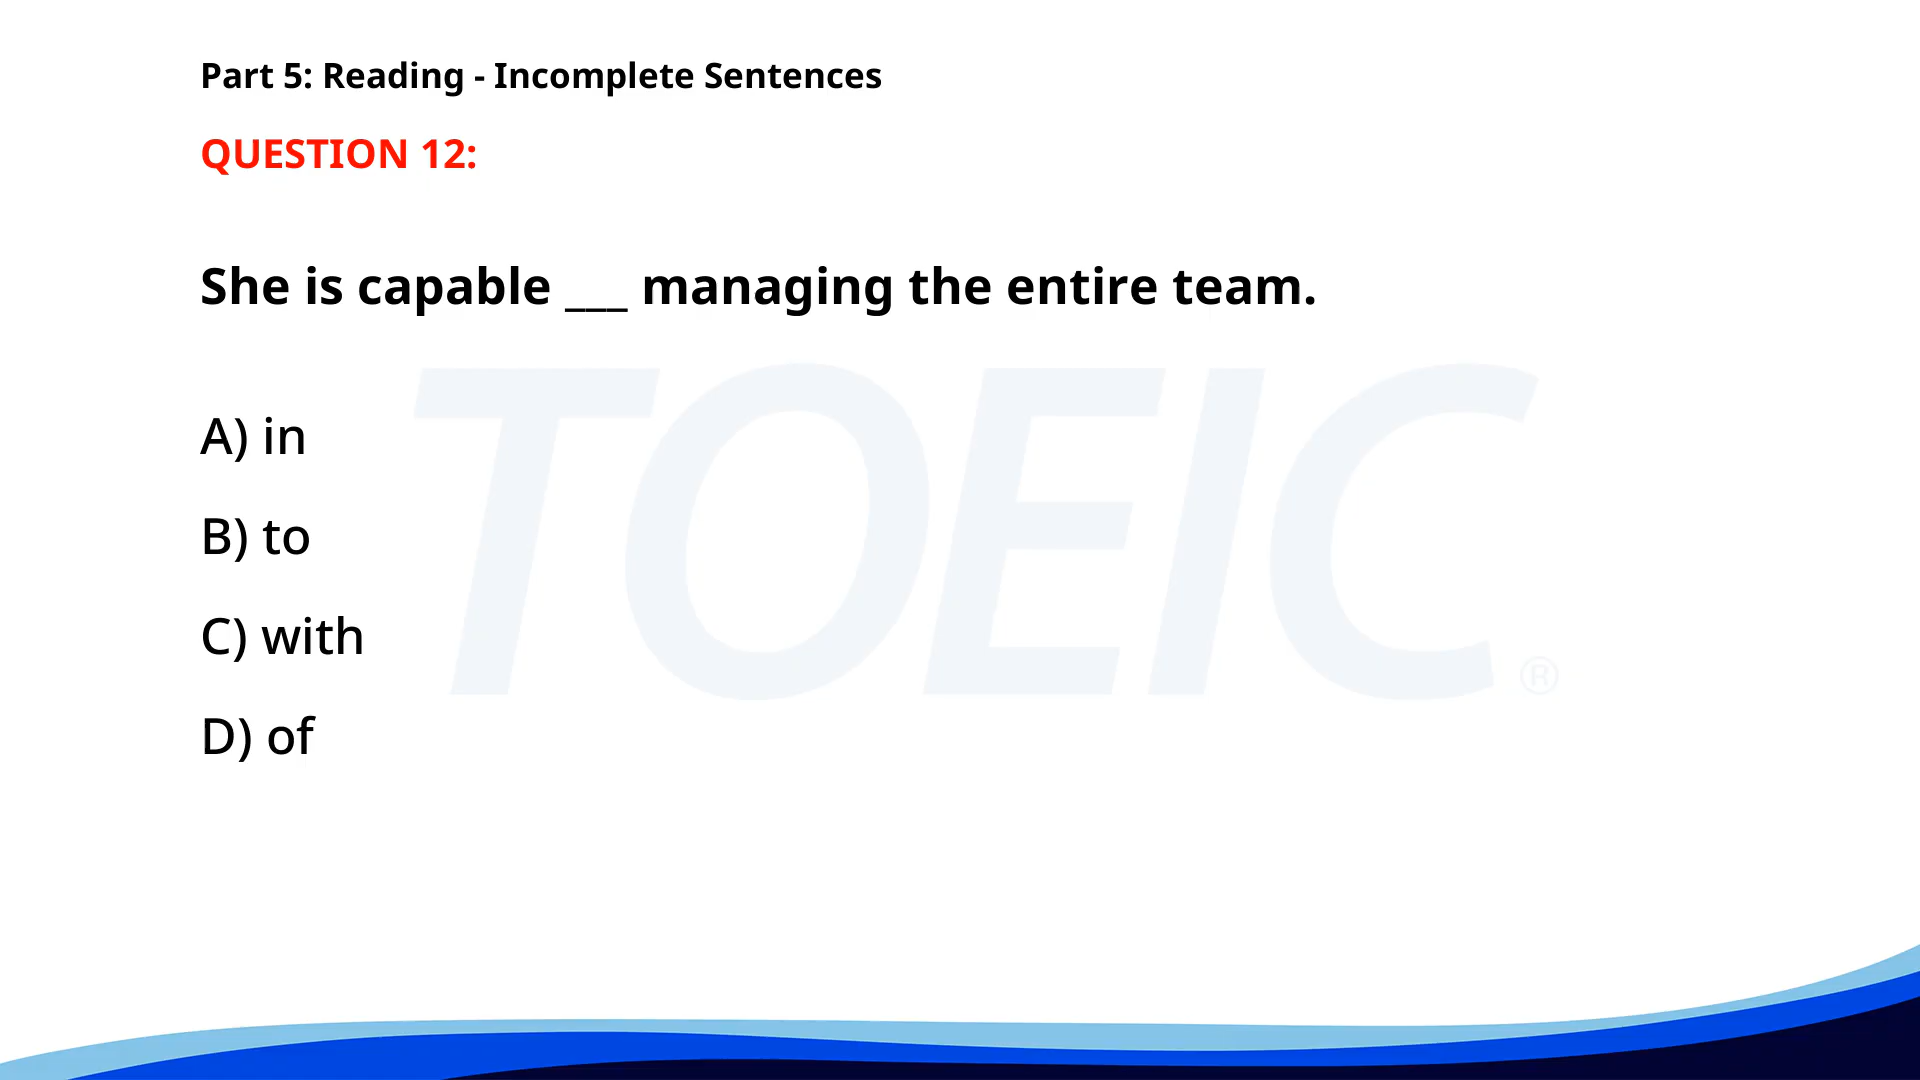 Part 5: Reading - Incomplete Sentences
QUESTION 12:
She is capable ___ managing the entire team.
TOEIC®
A) in
B) to
C) with
D) of